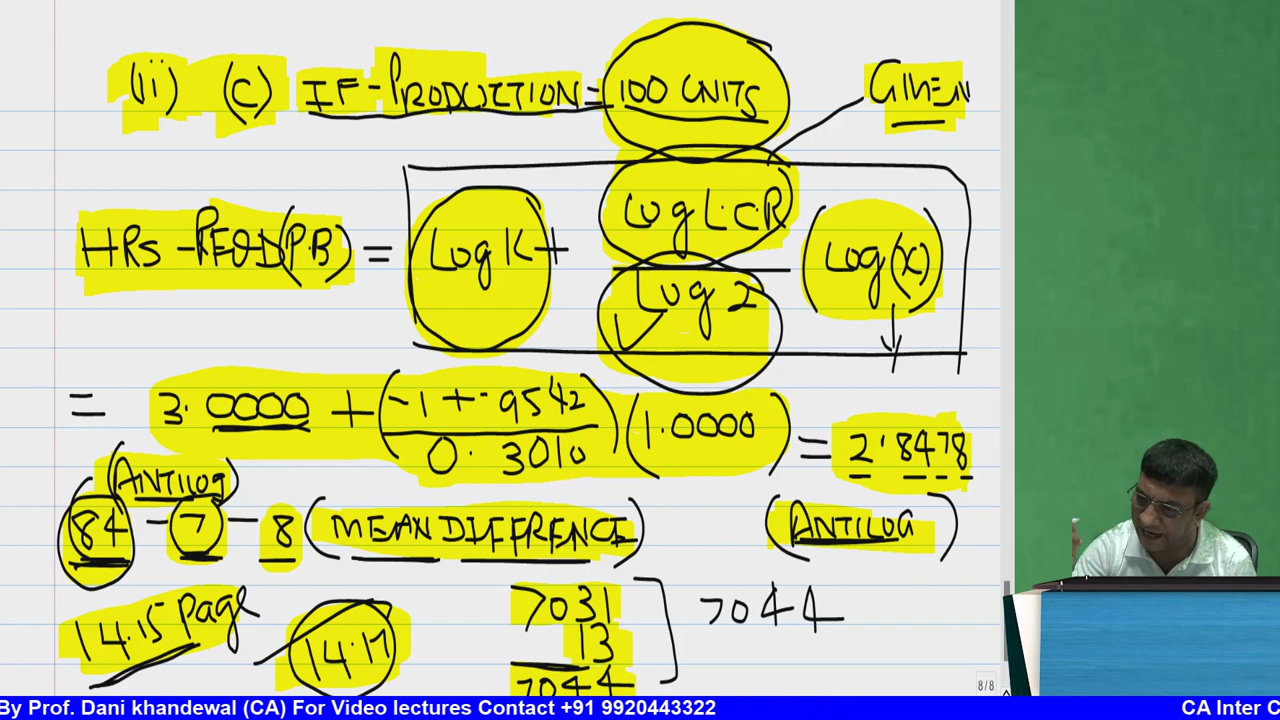 (ii) (C) IF-PRODUCTION = 100 UNITS GIVEN
HRS-REQD(P.B) = Log K + Log L.C.R / Log 2 (Log(x))
= 3.0000 + (-1 + .9542 / 0.3010) (1.0000) = 2.8478
(ANTILOG)
84 - 7 - 8 (MEAN DIFFERENCE) (ANTILOG)
14.15 page 14.17 7031 7044
13
7044
8/8
By Prof. Dani khandewal (CA) For Video lectures Contact +91 9920443322 CA Inter C